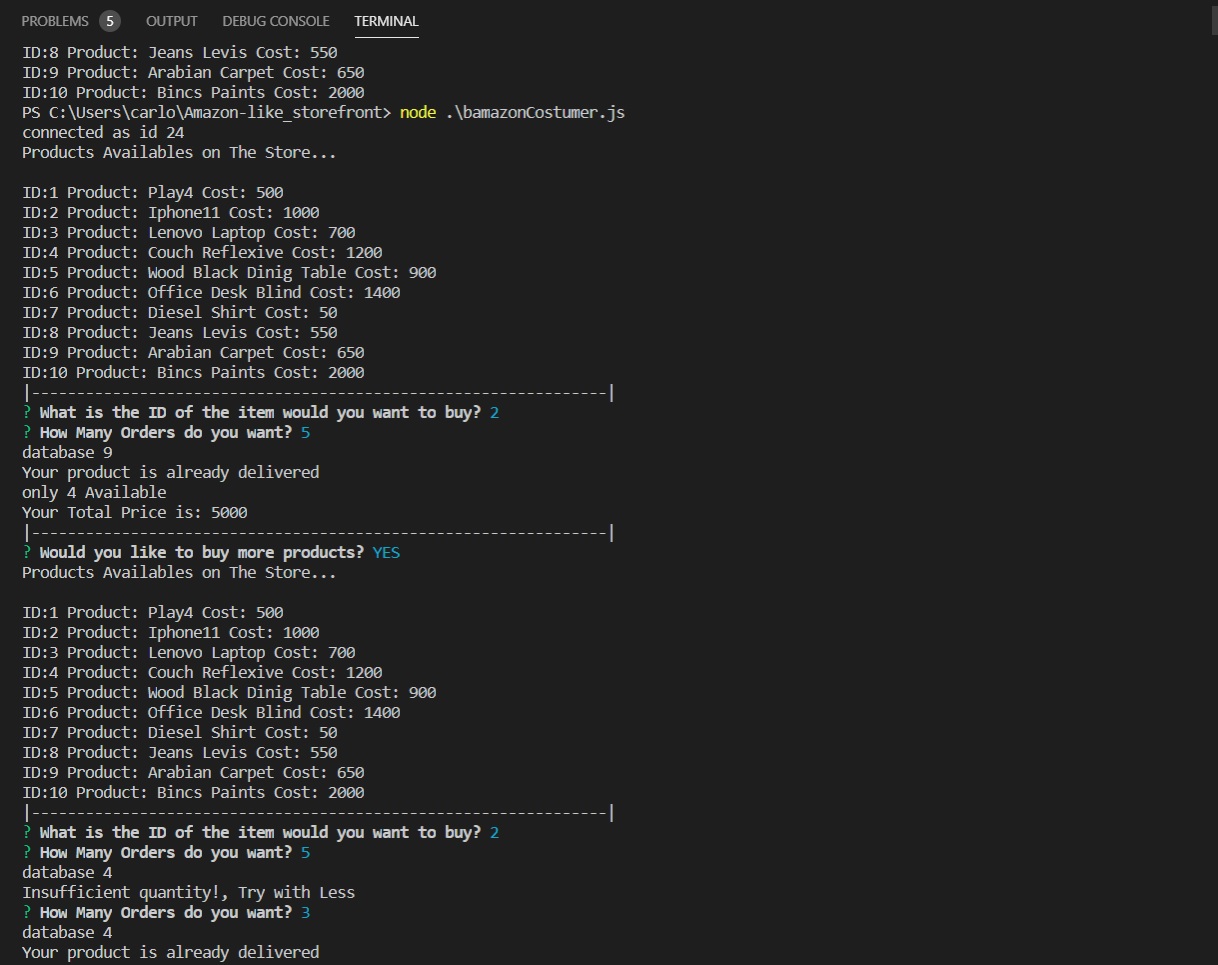 PROBLEMS 5 OUTPUT DEBUG CONSOLE TERMINAL
ID:8 Product: Jeans Levis Cost: 550
ID:9 Product: Arabian Carpet Cost: 650
ID:10 Product: Bincs Paints Cost: 2000
PS C:\Users\carlo\Amazon-like_storefront> node .\bamazonCostumer.js
connected as id 24
Products Availables on The Store...
ID:1 Product: Play4 Cost: 500
ID:2 Product: Iphone11 Cost: 1000
ID:3 Product: Lenovo Laptop Cost: 700
ID:4 Product: Couch Reflexive Cost: 1200
ID:5 Product: Wood Black Dinig Table Cost: 900
ID:6 Product: Office Desk Blind Cost: 1400
ID:7 Product: Diesel Shirt Cost: 50
ID:8 Product: Jeans Levis Cost: 550
ID:9 Product: Arabian Carpet Cost: 650
ID:10 Product: Bincs Paints Cost: 2000
|----------------------------------------------------------------|
? What is the ID of the item would you want to buy? 2
? How Many Orders do you want? 5
database 9
Your product is already delivered
only 4 Available
Your Total Price is: 5000
|----------------------------------------------------------------|
? Would you like to buy more products? YES
Products Availables on The Store...
ID:1 Product: Play4 Cost: 500
ID:2 Product: Iphone11 Cost: 1000
ID:3 Product: Lenovo Laptop Cost: 700
ID:4 Product: Couch Reflexive Cost: 1200
ID:5 Product: Wood Black Dinig Table Cost: 900
ID:6 Product: Office Desk Blind Cost: 1400
ID:7 Product: Diesel Shirt Cost: 50
ID:8 Product: Jeans Levis Cost: 550
ID:9 Product: Arabian Carpet Cost: 650
ID:10 Product: Bincs Paints Cost: 2000
|----------------------------------------------------------------|
? What is the ID of the item would you want to buy? 2
? How Many Orders do you want? 5
database 4
Insufficient quantity!, Try with Less
? How Many Orders do you want? 3
database 4
Your product is already delivered